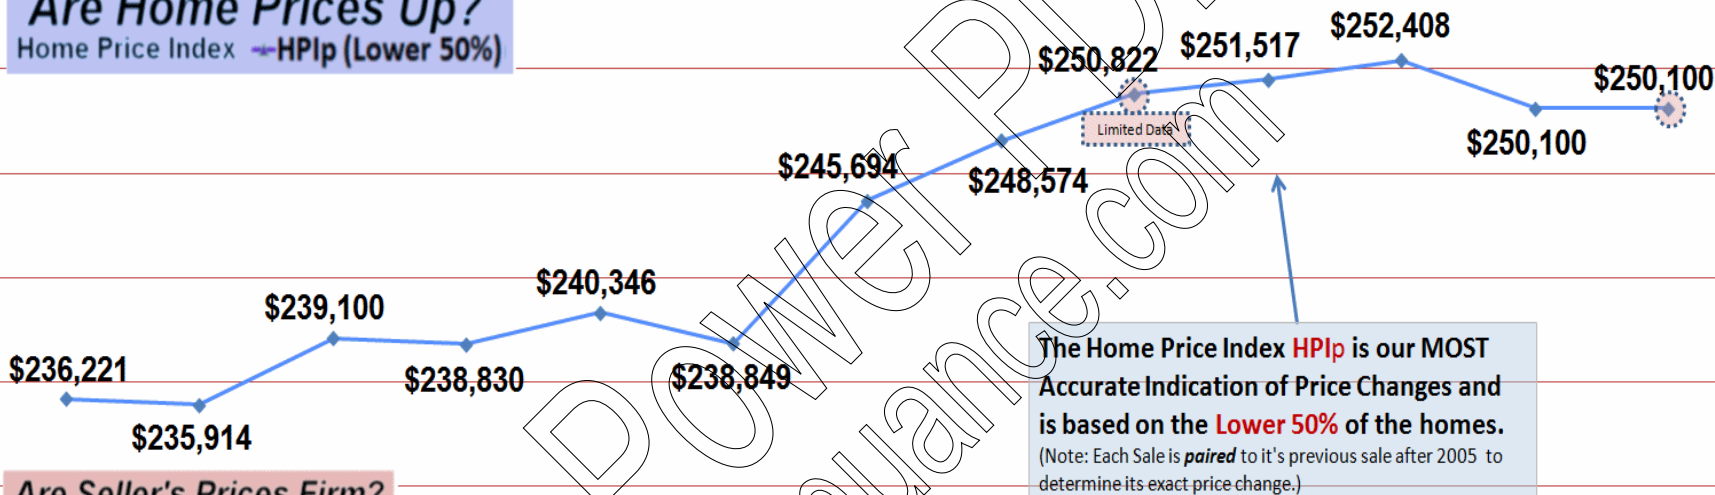 Are Home Prices Up?
Home Price Index HPIp (Lower 50%)
$252,408
$251,517
$250,822
$250,100
Limited Data
$250,100
$245,694
$248,574
$240,346
$239,100
$236,221
$238,830
$238,849
$235,914
The Home Price Index HPIp is our MOST
Accurate Indication of Price Changes and
is based on the Lower 50% of the homes.
(Note: Each Sale is paired to it's previous sale after 2005 to
determine its exact price change.)
Are Seller's Prices Firm?
Power
.com